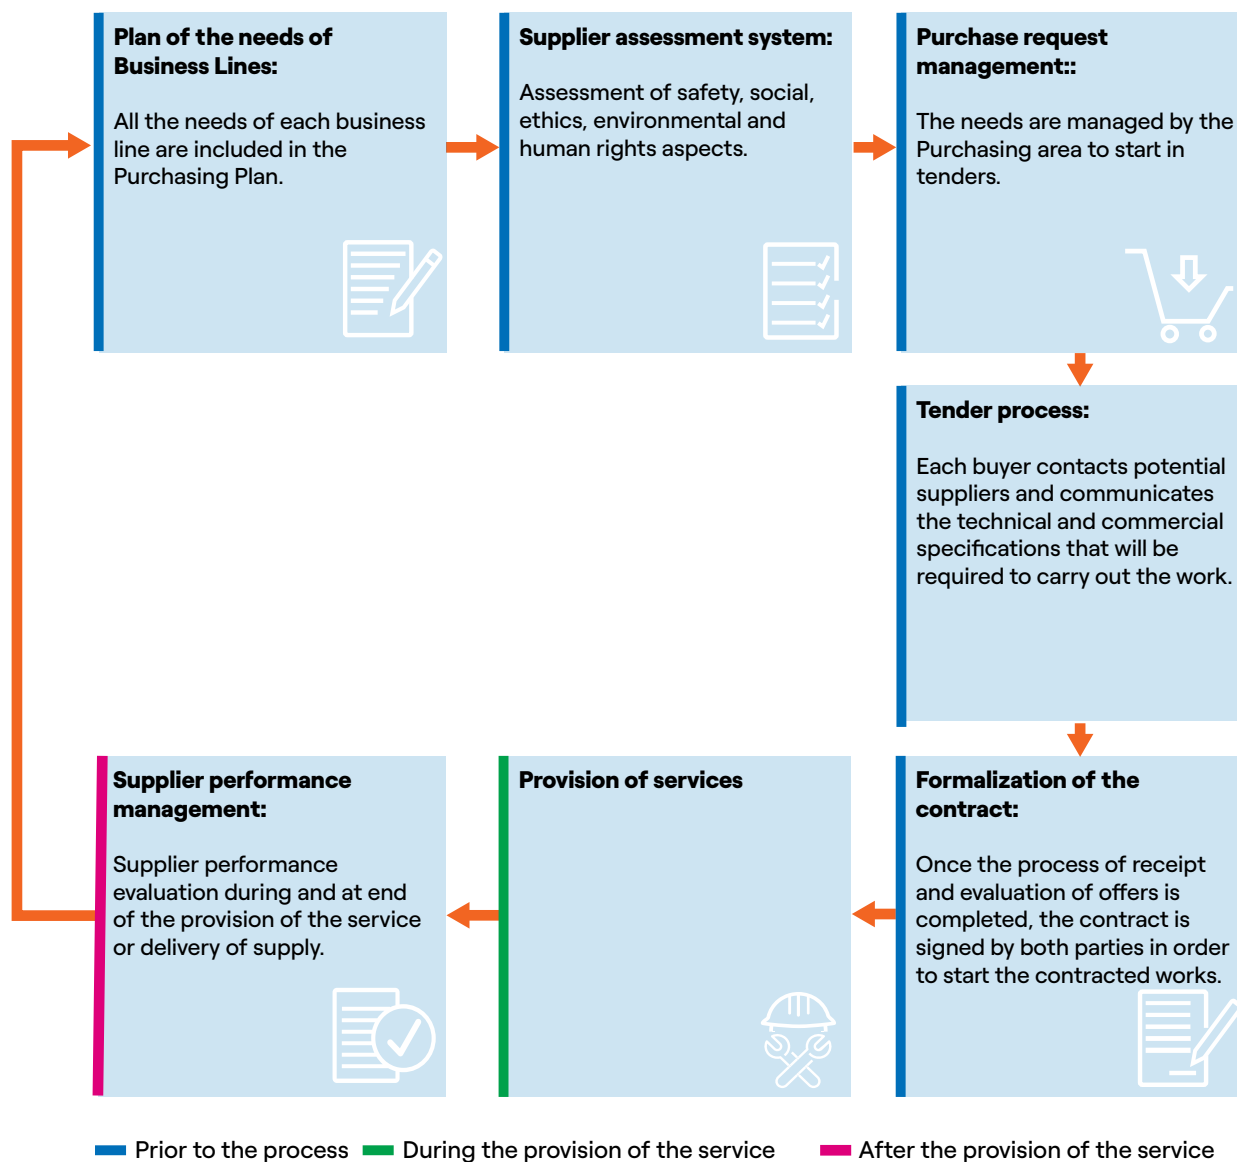 Plan of the needs of
Business Lines:
All the needs of each business
line are included in the
Purchasing Plan.
Supplier assessment system:
Assessment of safety, social,
ethics, environmental and
human rights aspects.
Purchase request
management::
The needs are managed by the
Purchasing area to start in
tenders.
Tender process:
Each buyer contacts potential
suppliers and communicates
the technical and commercial
specifications that will be
required to carry out the work.
Formalization of the
contract:
Once the process of receipt
and evaluation of offers is
completed, the contract is
signed by both parties in order
to start the contracted works.
Provision of services
Supplier performance
management:
Supplier performance
evaluation during and at end
of the provision of the service
or delivery of supply.
Prior to the process
During the provision of the service
After the provision of the service